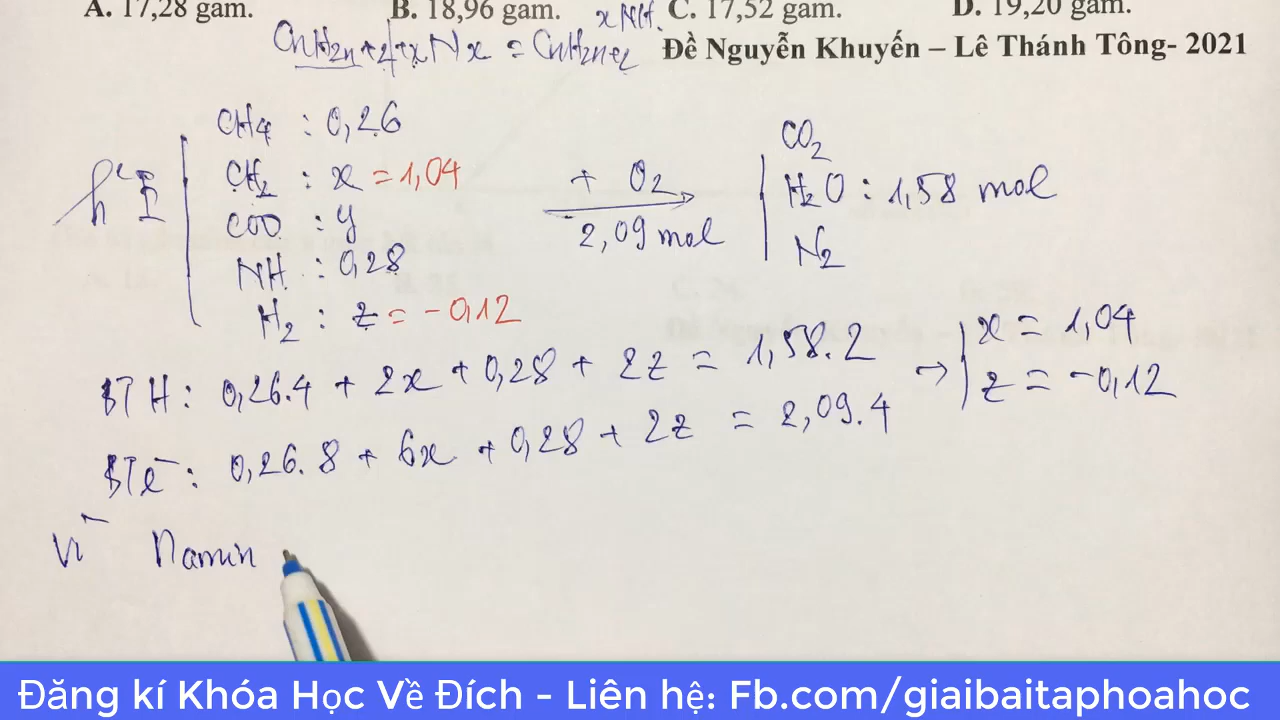 A. 17,28 gam. B. 18,96 gam. C. 17,52 gam. D. 19,20 gam.
CnH2n+2+xNx = CnH2n+2 xNH.
Đề Nguyễn Khuyến – Lê Thánh Tông- 2021
CH4 : 0,26
CH2 : x = 1,04
COO : y
NH : 0,28
H2 : z = -0,12
h² E
+ O2
2,09 mol
CO2
H2O : 1,58 mol
N2
BT H: 0,26.4 + 2x + 0,28 + 2z = 1,58.2
BTe⁻: 0,26.8 + 6x + 0,28 + 2z = 2,09.4
→ x = 1,04
z = -0,12
Vì namin
Đăng kí Khóa Học Về Đích - Liên hệ: Fb.com/giaibaitaphoahoc